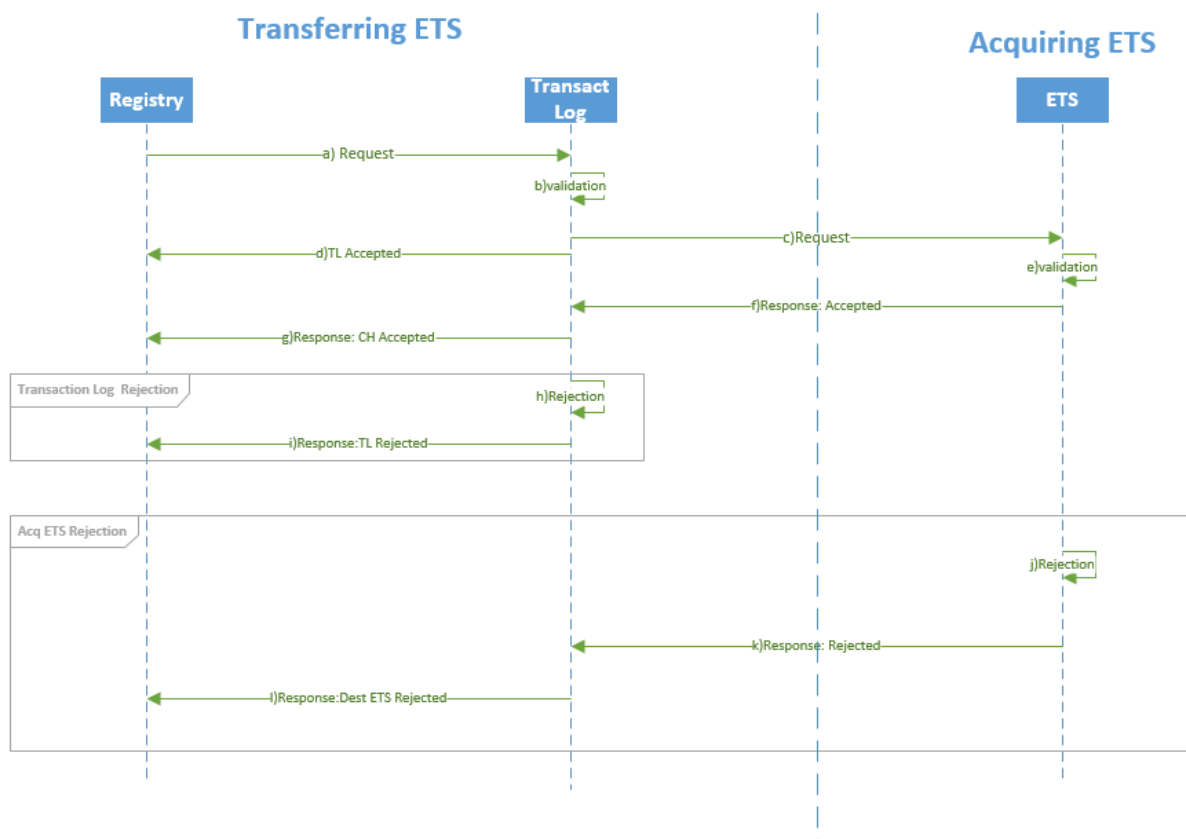 Transferring ETS
Acquiring ETS
Registry
Transact
Log
ETS
a) Request
b)validation
c)Request
d)TL Accepted
e)validation
f)Response: Accepted
g)Response: CH Accepted
Transaction Log Rejection
h)Rejection
i)Response:TL Rejected
Acq ETS Rejection
j)Rejection
k)Response: Rejected
l)Response:Dest ETS Rejected